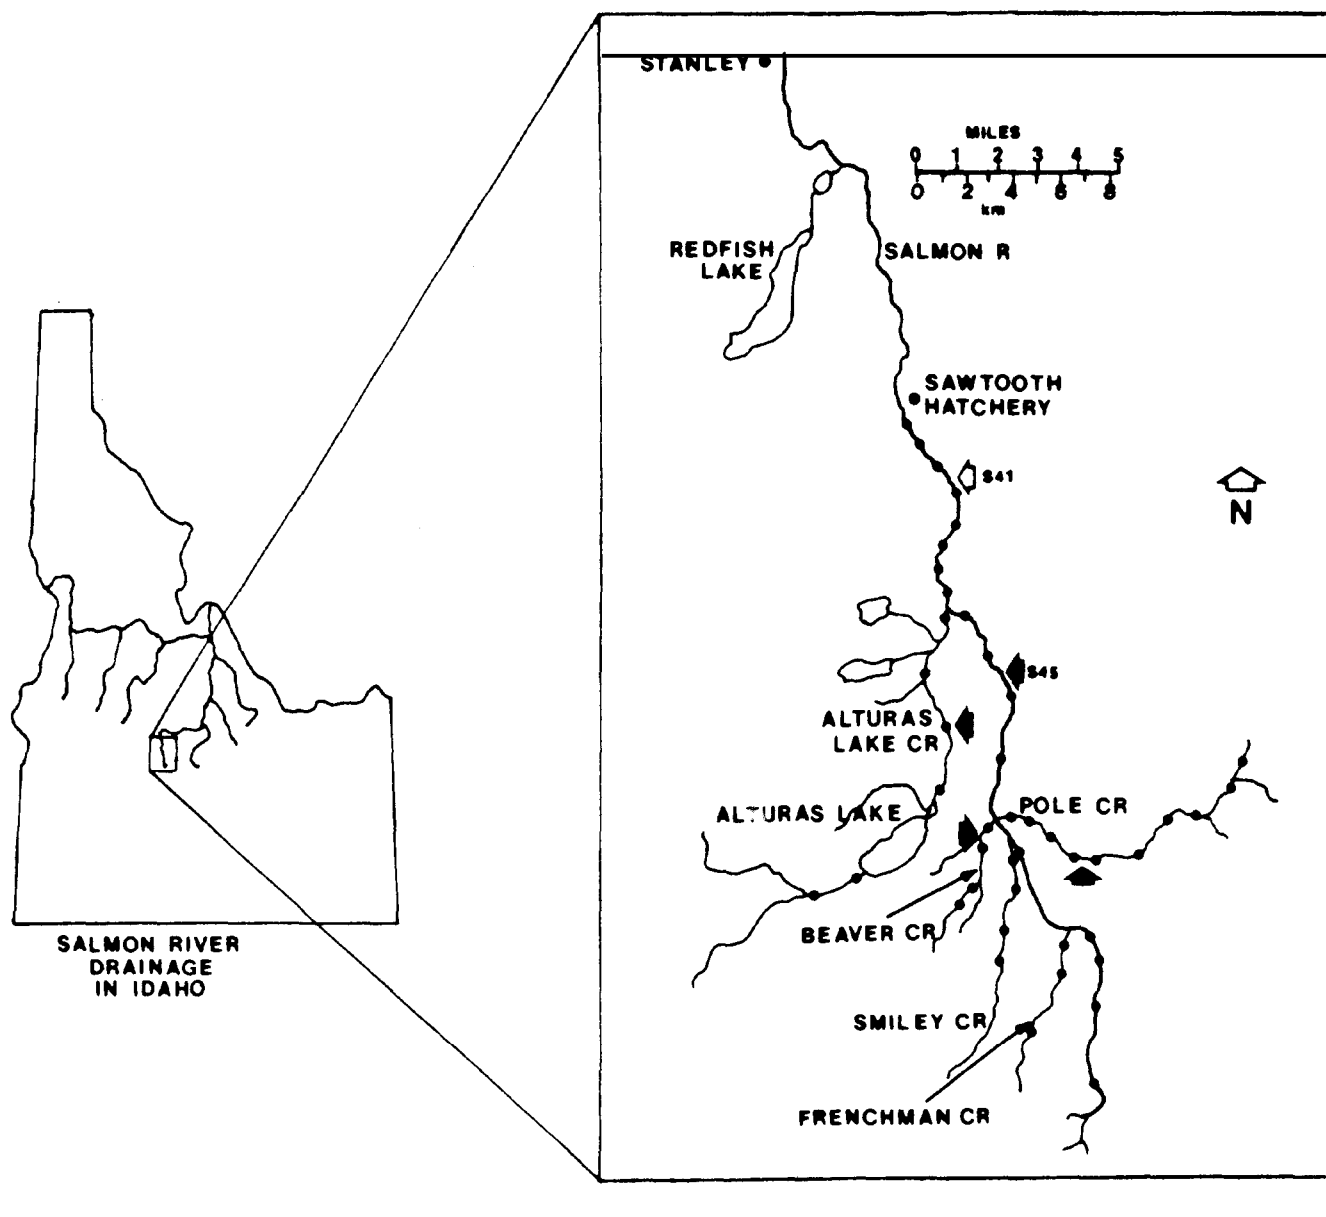 STANLEY
MILES
0 1 2 3 4 5
0 2 4 6 8
km
REDFISH
LAKE
SALMON R
SAWTOOTH
HATCHERY
S41
N
S45
ALTURAS
LAKE CR
ALTURAS LAKE
POLE CR
BEAVER CR
SALMON RIVER
DRAINAGE
IN IDAHO
SMILEY CR
FRENCHMAN CR